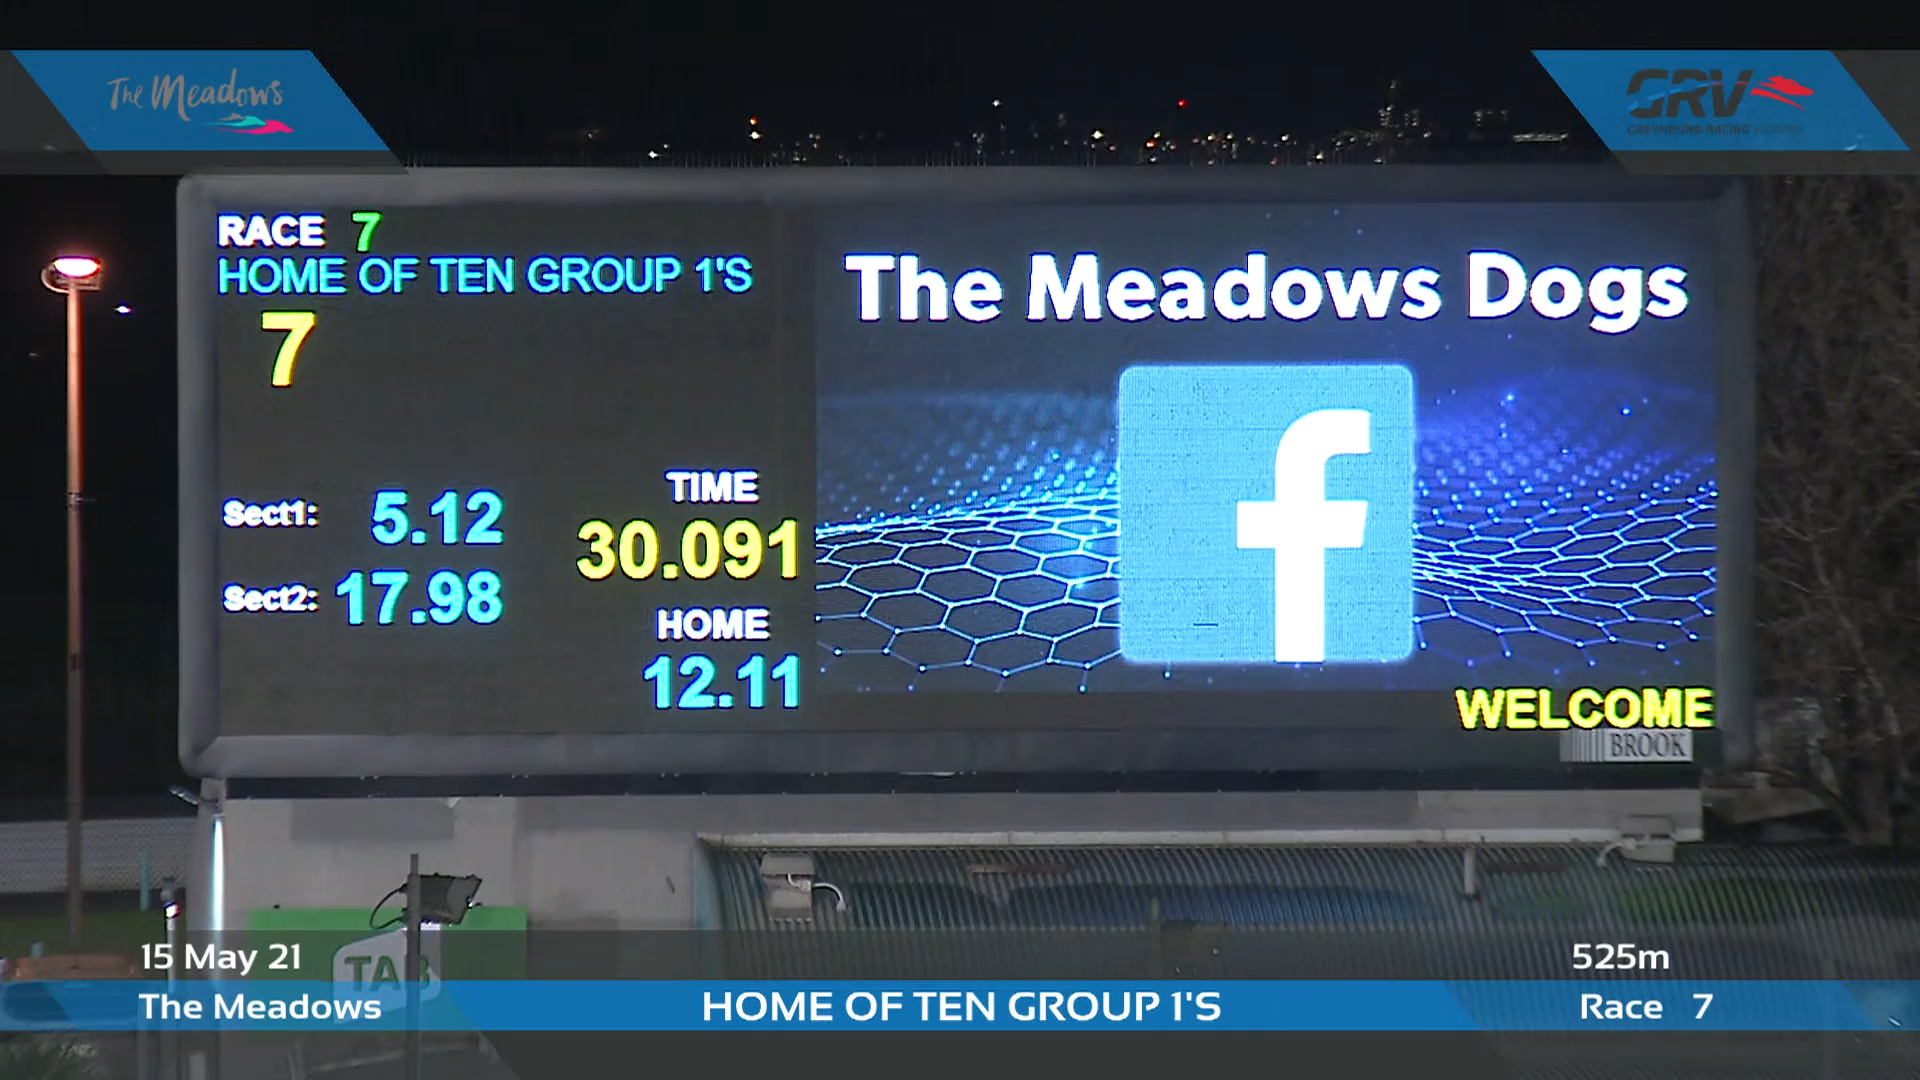 The Meadows
GRV
GREYHOUND RACING VICTORIA
RACE 7
HOME OF TEN GROUP 1'S
7
Sect1: 5.12
Sect2: 17.98
TIME
30.091
HOME
12.11
The Meadows Dogs
f
WELCOME
BROOK
TAB
15 May 21
525m
The Meadows
HOME OF TEN GROUP 1'S
Race 7